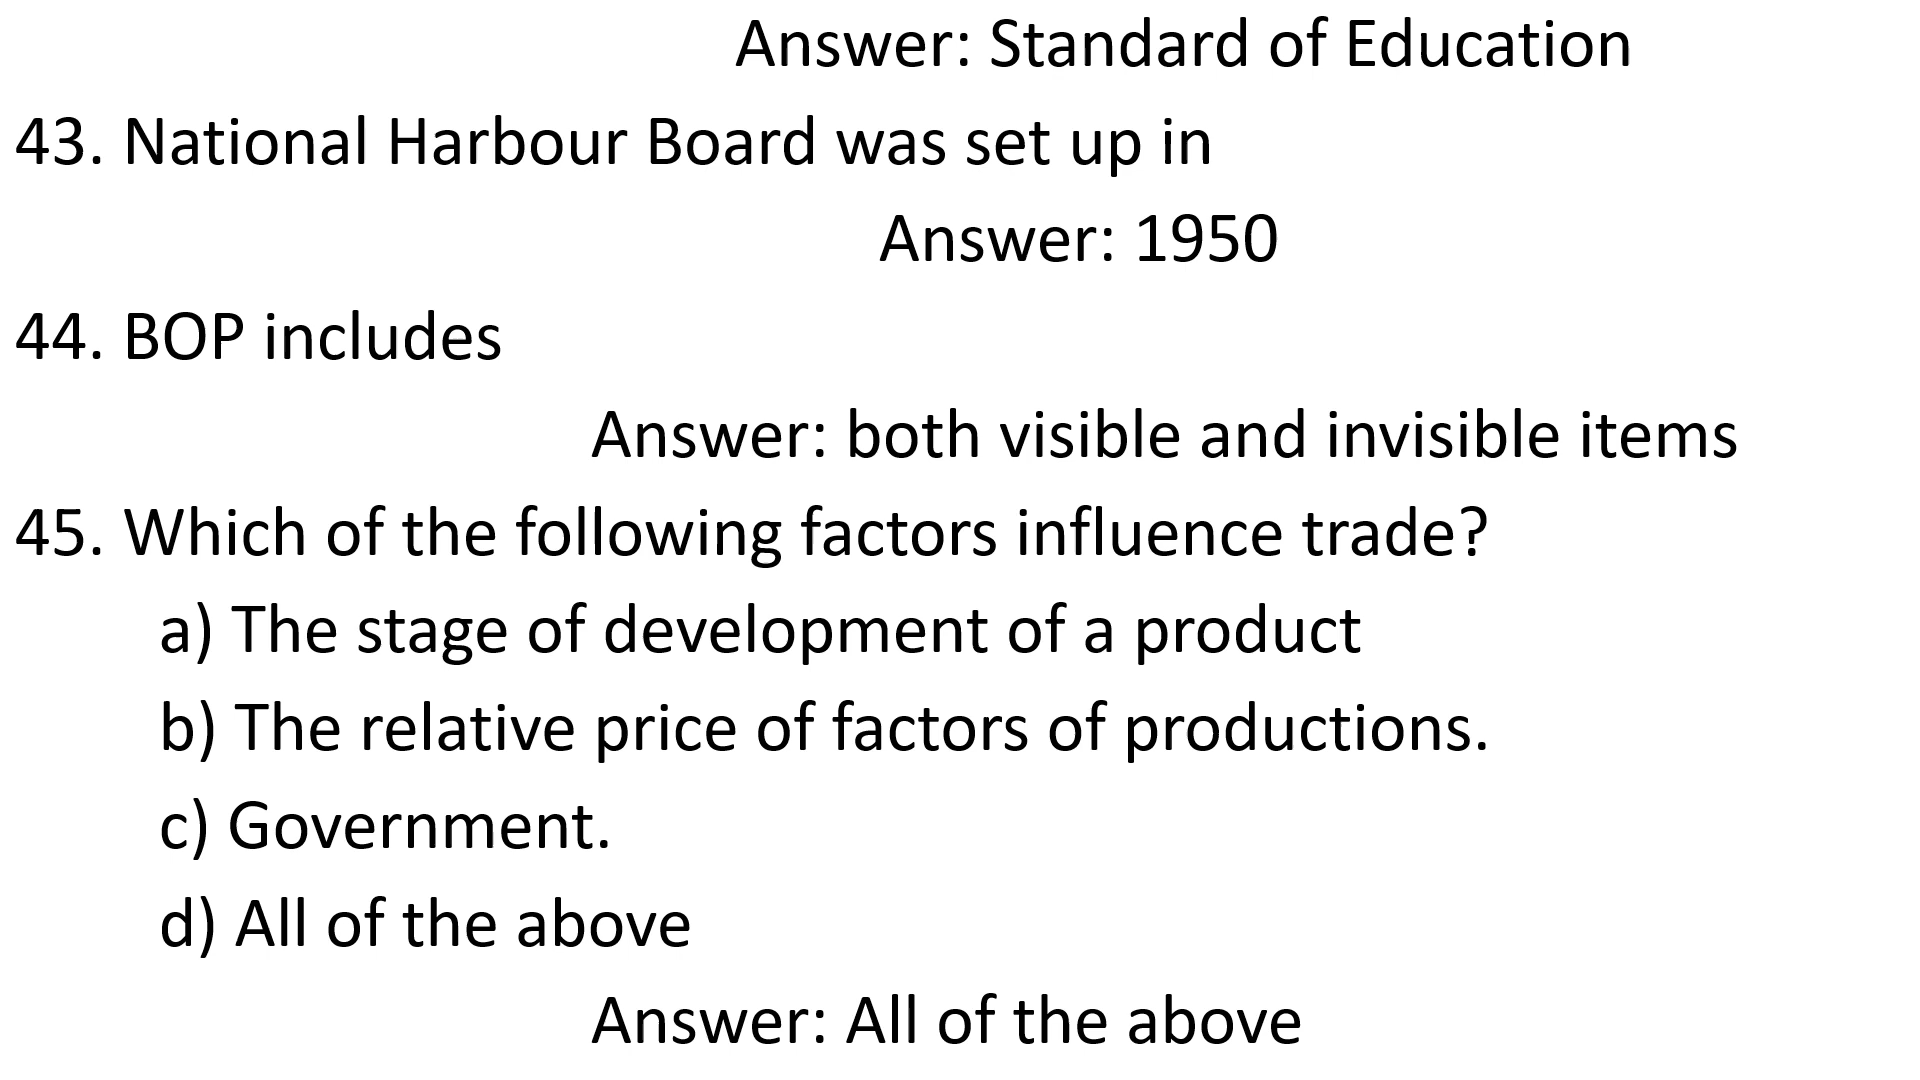 Answer: Standard of Education
43. National Harbour Board was set up in
Answer: 1950
44. BOP includes
Answer: both visible and invisible items
45. Which of the following factors influence trade?
a) The stage of development of a product
b) The relative price of factors of productions.
c) Government.
d) All of the above
Answer: All of the above